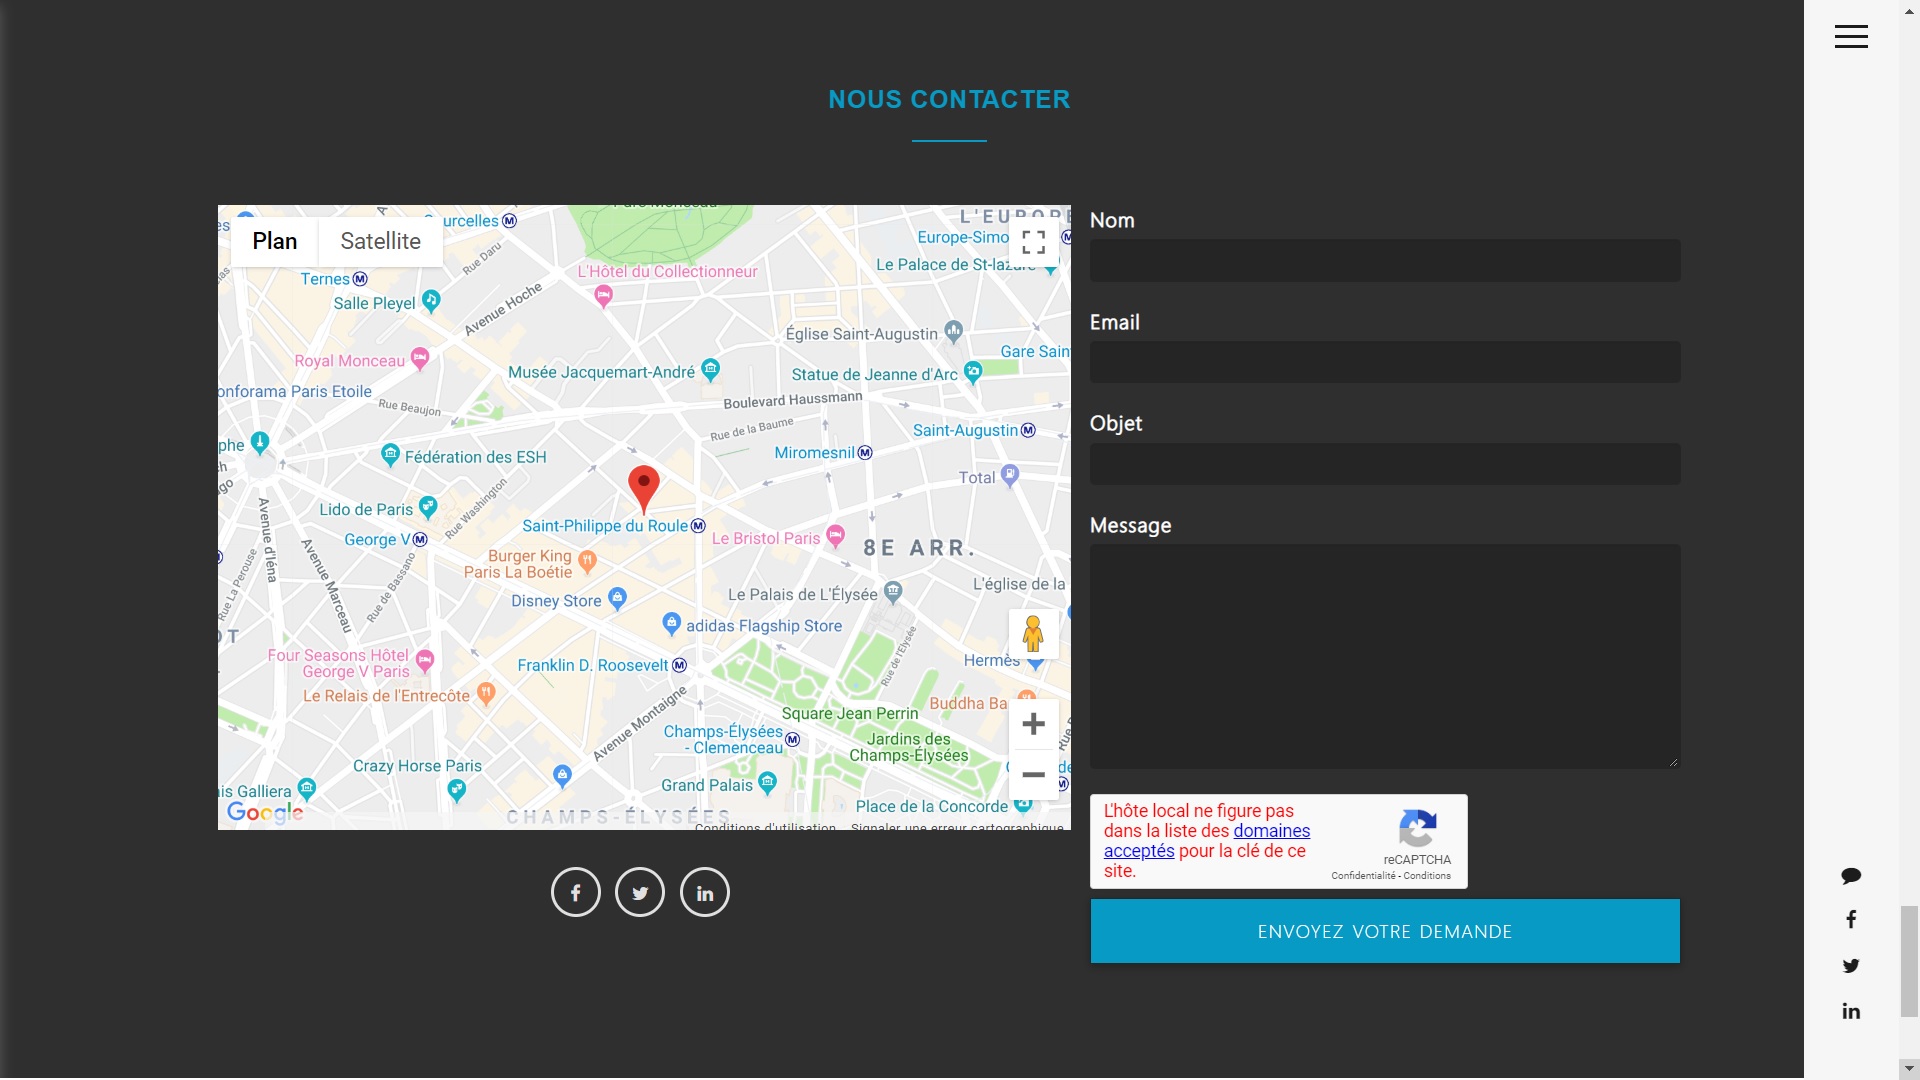 NOUS CONTACTER
Plan
Satellite
Ternes
Salle Pleyel
Avenue Hoche
Rue Daru
L'Hôtel du Collectionneur
Europe-Simo
Le Palace de St-lazare
Royal Monceau
onforama Paris Etoile
Rue Beaujon
Musée Jacquemart-André
Église Saint-Augustin
Gare Sain
Statue de Jeanne d'Arc
Boulevard Haussmann
Rue de la Baume
Saint-Augustin
Miromesnil
phe
Fédération des ESH
Total
Lido de Paris
Rue Washington
George V
Saint-Philippe du Roule
Le Bristol Paris
8E ARR.
Avenue d'Iéna
Avenue Marceau
Rue La Perouse
Rue de Bassano
Burger King
Paris La Boétie
L'église de la
Le Palais de L'Élysée
Disney Store
adidas Flagship Store
Rue de l'Elysée
Four Seasons Hôtel
George V Paris
Franklin D. Roosevelt
Hermès
Le Relais de l'Entrecôte
Avenue Montaigne
Square Jean Perrin
Buddha Ba
Champs-Élysées
- Clemenceau
Jardins des
Champs-Élysées
Crazy Horse Paris
Grand Palais
is Galliera
Place de la Concorde
Google
CHAMPS-ÉLYSÉES
Conditions d'utilisation
Signaler une erreur cartographique
Nom
Email
Objet
Message
L'hôte local ne figure pas
dans la liste des domaines
acceptés pour la clé de ce
site.
reCAPTCHA
Confidentialité - Conditions
ENVOYEZ VOTRE DEMANDE